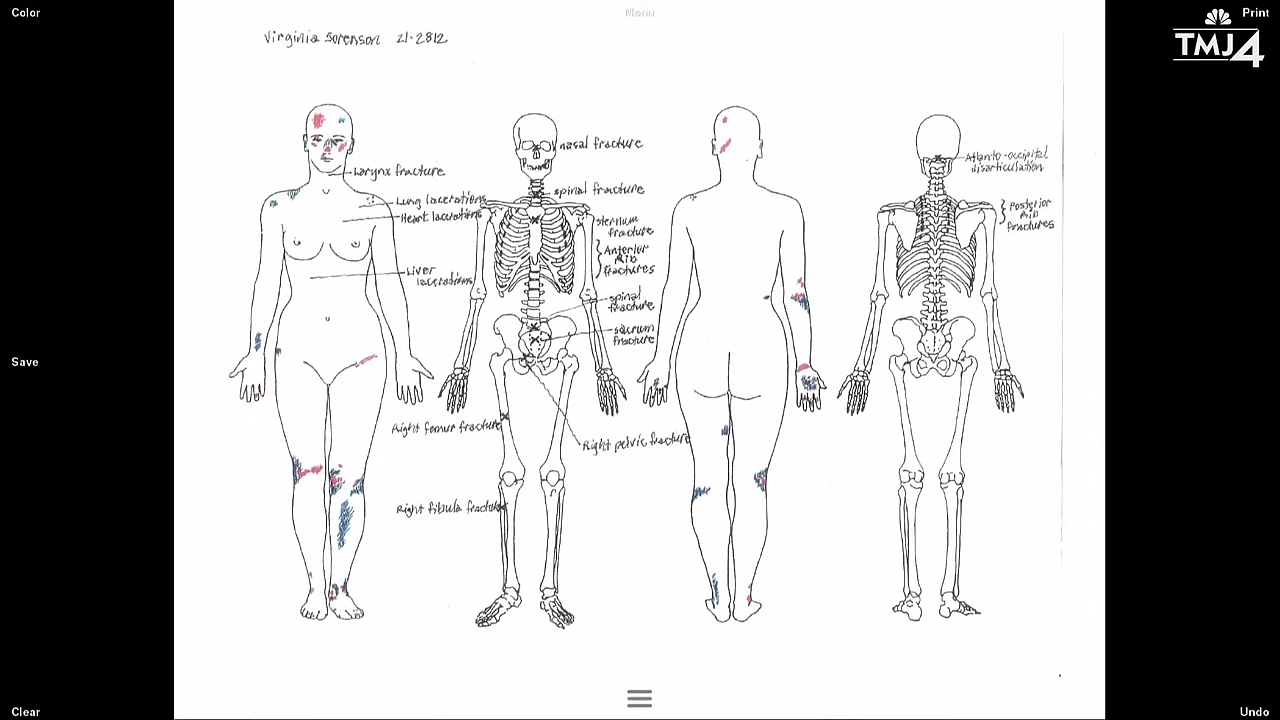 Color
Menu
Print
TMJ4
Virginia Sorenson 21-2812
Larynx fracture
Lung lacerations
Heart lacerations
Liver
lacerations
nasal fracture
spinal fracture
sternum
fracture
Anterior
Rib
fractures
spinal
fracture
sacrum
fracture
Right femur fracture
Right pelvic fracture
Right fibula fracture
Atlanto-occipital
disarticulation
Posterior
Rib
fractures
Save
Clear
Undo